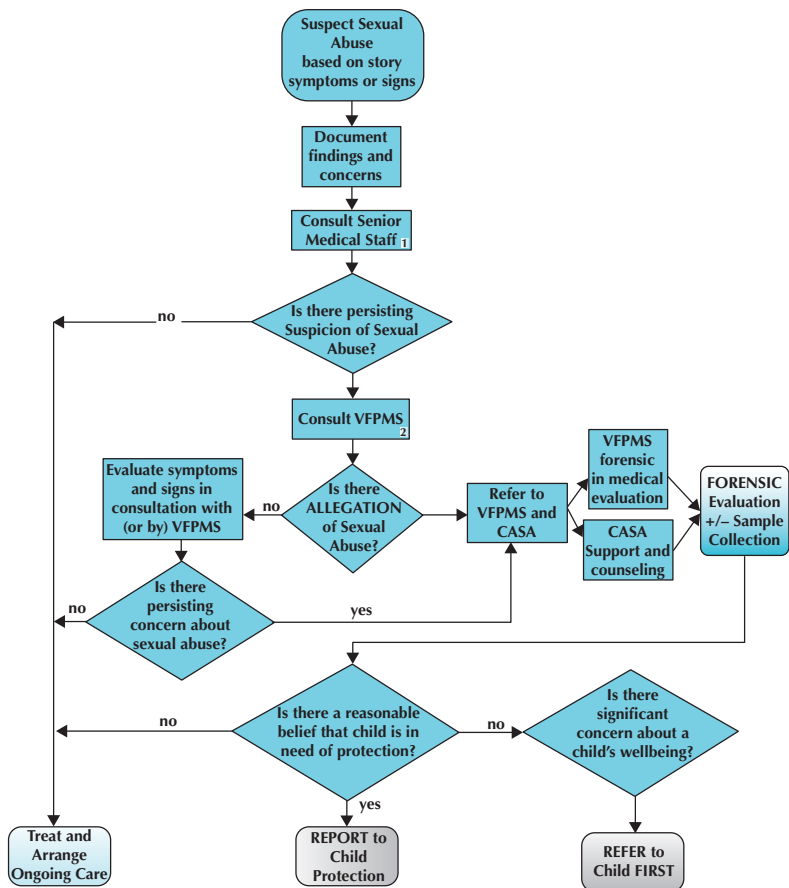 Suspect Sexual
Abuse
based on story
symptoms or signs
Document
findings and
concerns
Consult Senior
Medical Staff 1
Is there persisting
Suspicion of Sexual
Abuse?
no
Consult VFPMS
2
Is there
ALLEGATION
of Sexual
Abuse?
no
Evaluate symptoms
and signs in
consultation with
(or by) VFPMS
Refer to
VFPMS and
CASA
VFPMS
forensic
in medical
evaluation
CASA
Support and
counseling
FORENSIC
Evaluation
+/– Sample
Collection
Is there
persisting
concern about
sexual abuse?
no
yes
Is there a reasonable
belief that child is in
need of protection?
no
no
yes
Is there
significant
concern about a
child's wellbeing?
Treat and
Arrange
Ongoing Care
REPORT to
Child
Protection
REFER to
Child FIRST